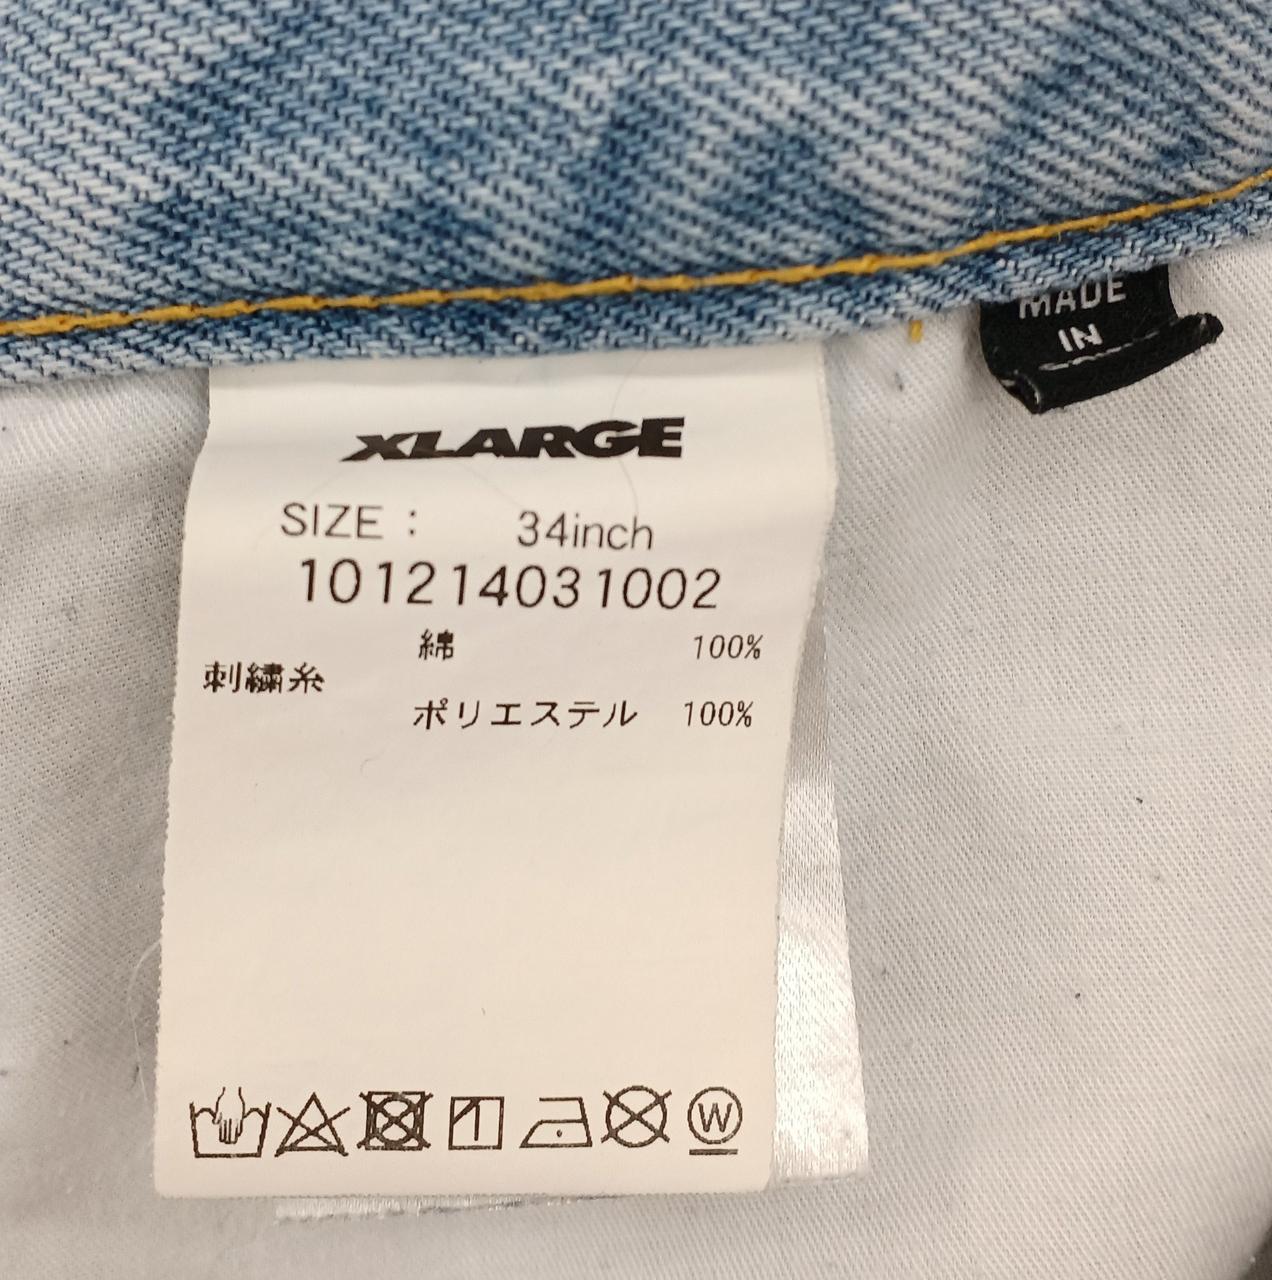 MADE
IN
XLARGE
SIZE : 34inch
101214031002
綿 100%
刺繍糸
ポリエステル 100%
W